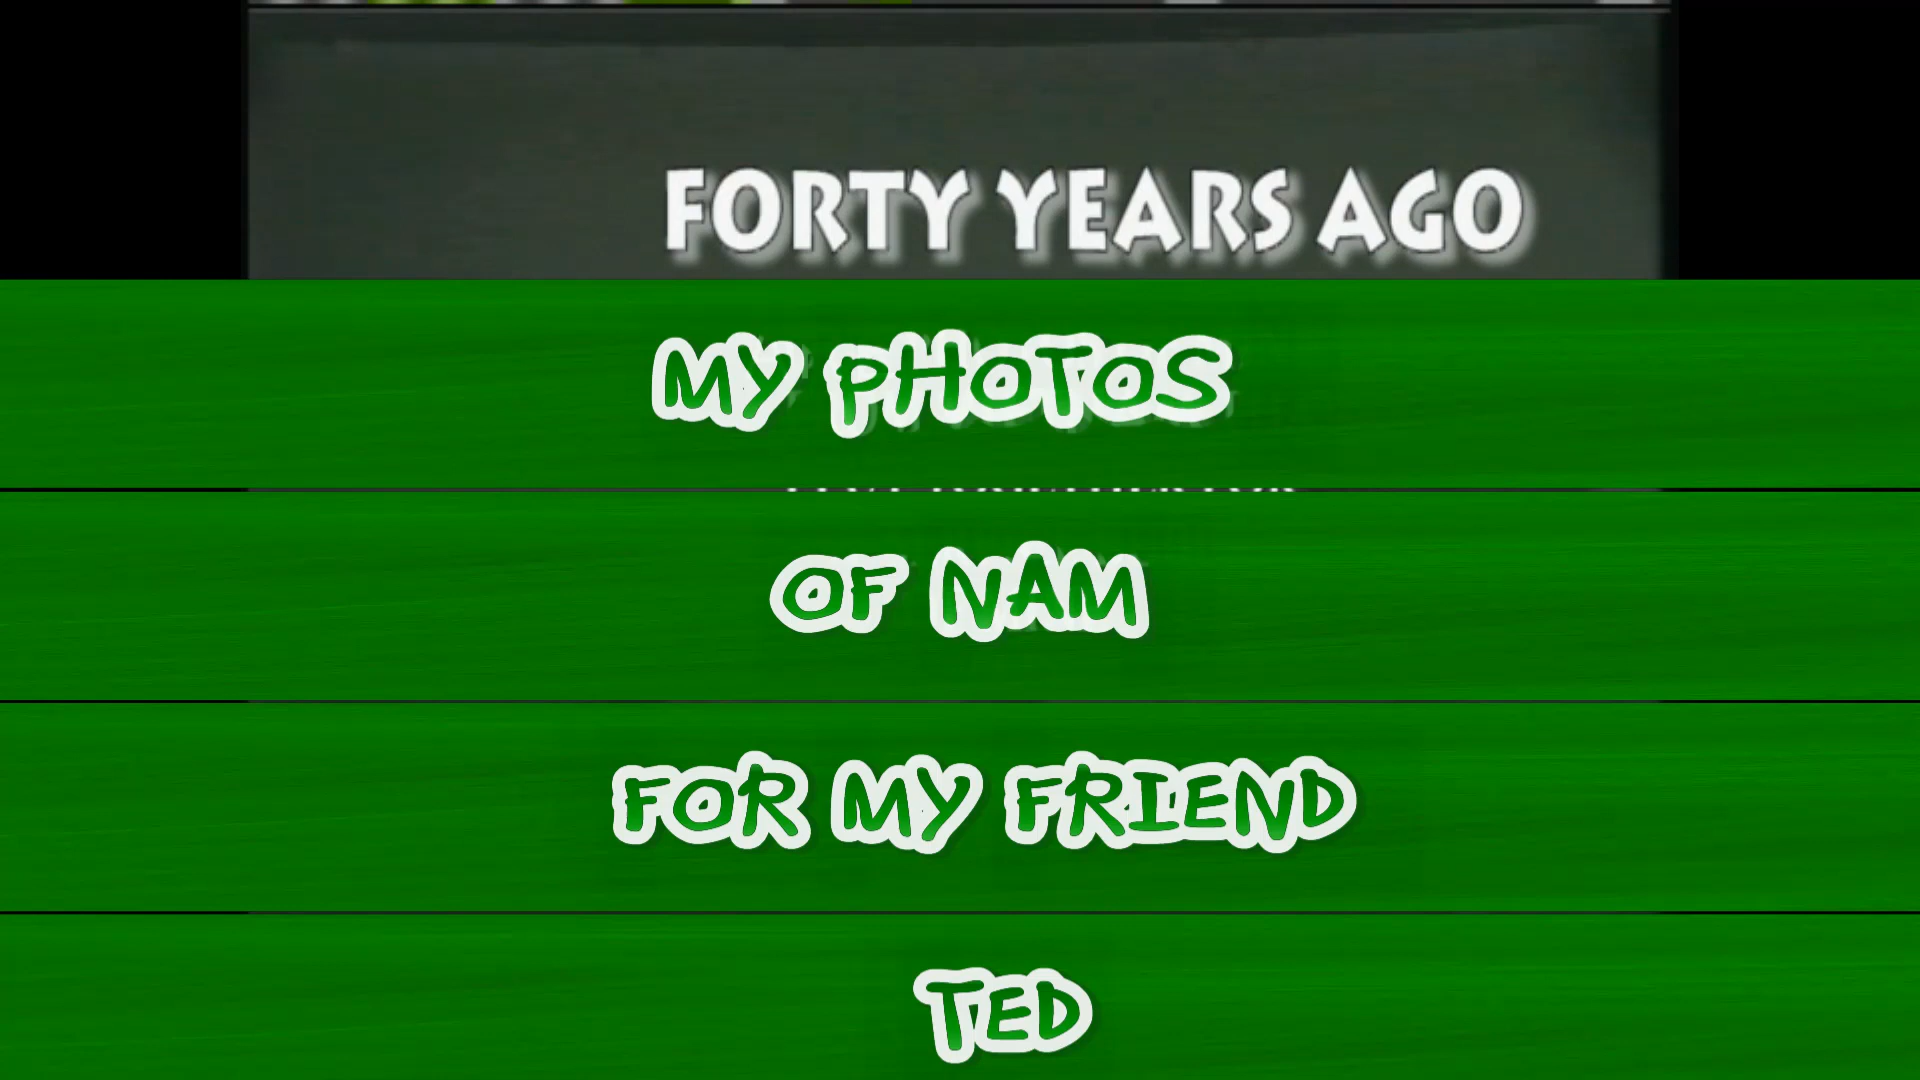 FORTY YEARS AGO
MY PHOTOS
OF NAM
FOR MY FRIEND
TED